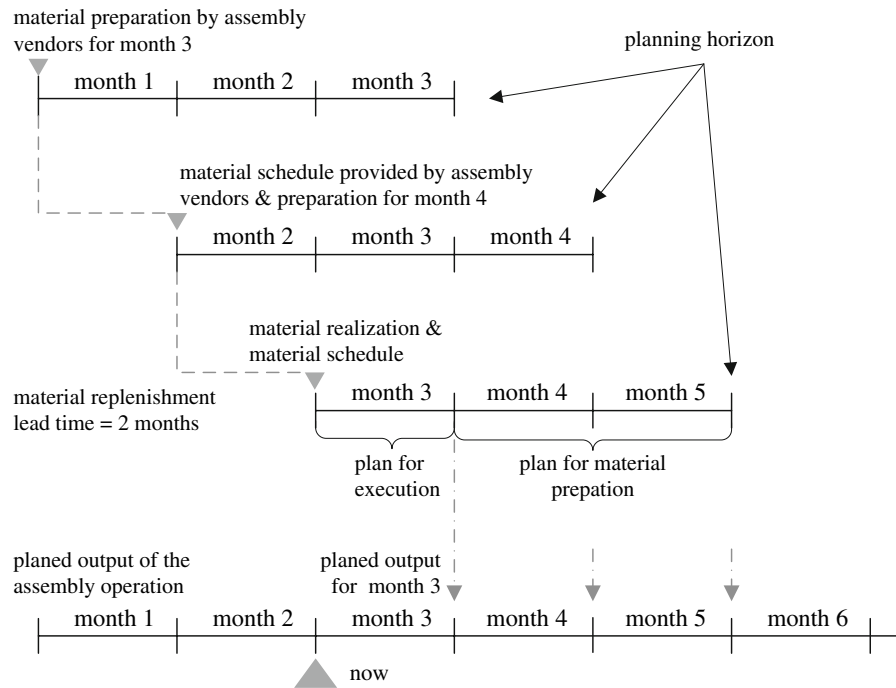 material preparation by assembly
vendors for month 3
planning horizon
month 1 month 2 month 3
material schedule provided by assembly
vendors & preparation for month 4
month 2 month 3 month 4
material realization &
material schedule
material replenishment
lead time = 2 months
month 3 month 4 month 5
plan for
execution
plan for material
prepation
planed output of the
assembly operation
planed output
for month 3
month 1 month 2 month 3 month 4 month 5 month 6
now